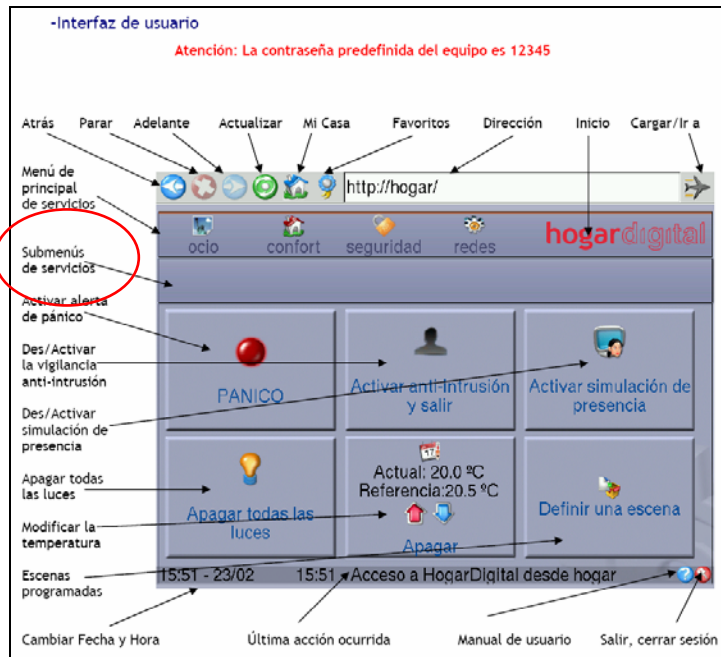 -Interfaz de usuario
Atención: La contraseña predefinida del equipo es 12345
Atrás Parar Adelante Actualizar Mi Casa Favoritos Dirección Inicio Cargar/Ir a
Menú de
principal
de servicios
http://hogar/
ocio confort seguridad redes hogardigital
Submenús
de servicios
Activar alerta
de pánico
Des/Activar
la vigilancia
anti-intrusión
Des/Activar
simulación de
presencia
Apagar todas
las luces
Modificar la
temperatura
Escenas
programadas
PANICO
Activar anti-intrusión
y salir
Activar simulación de
presencia
Apagar todas las
luces
17
Actual: 20.0 ºC
Referencia:20.5 ºC
Apagar
Definir una escena
15:51 - 23/02 15:51 Acceso a HogarDigital desde hogar ?
Cambiar Fecha y Hora Última acción ocurrida Manual de usuario Salir, cerrar sesión